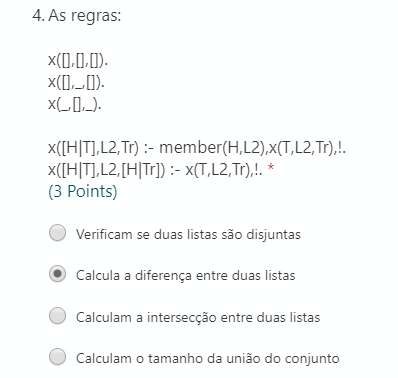 4. As regras:
x([],[],[]).
x([],_,[]).
x(_,[],_).
x([H|T],L2,Tr) :- member(H,L2),x(T,L2,Tr),!.
x([H|T],L2,[H|Tr]) :- x(T,L2,Tr),!. *
(3 Points)
Verificam se duas listas são disjuntas
Calcula a diferença entre duas listas
Calculam a intersecção entre duas listas
Calculam o tamanho da união do conjunto